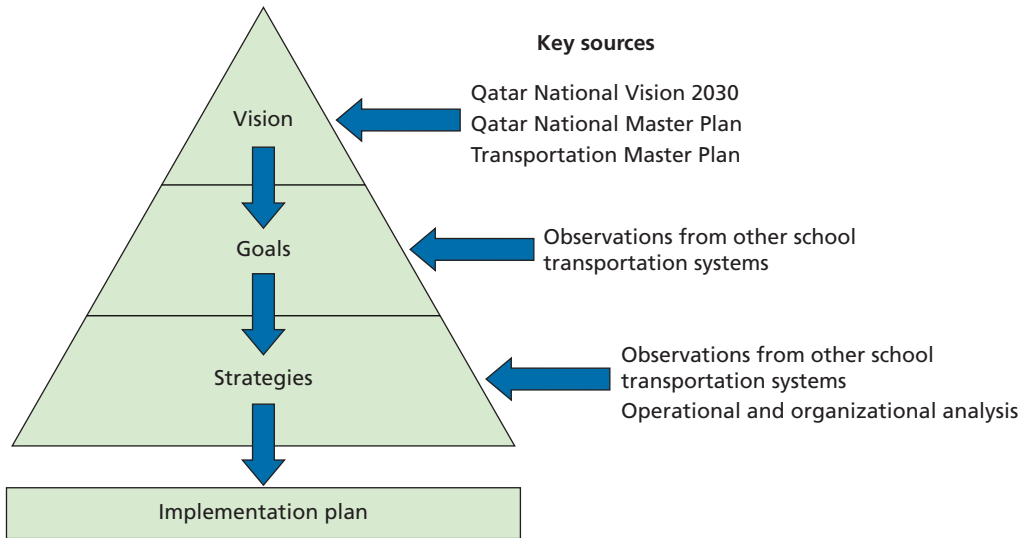 Key sources
Vision
Qatar National Vision 2030
Qatar National Master Plan
Transportation Master Plan
Goals
Observations from other school
transportation systems
Strategies
Observations from other school
transportation systems
Operational and organizational analysis
Implementation plan